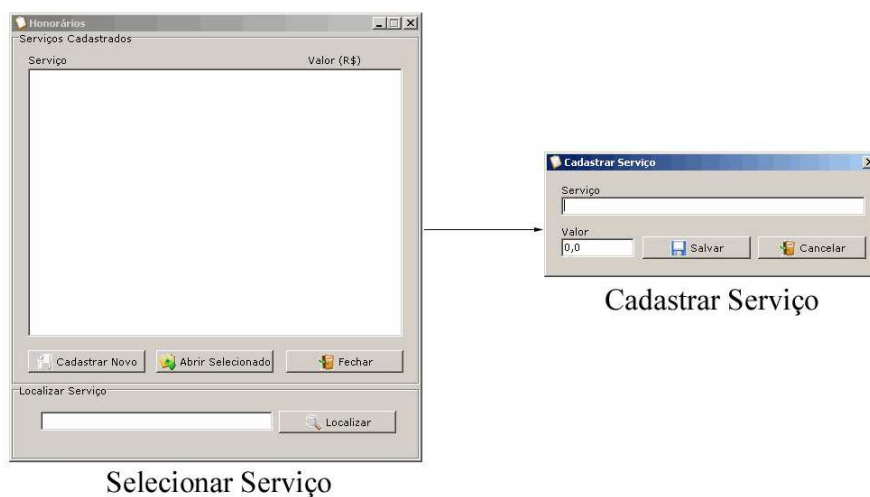 Honorários
Serviços Cadastrados
Serviço Valor (R$)
Cadastrar Novo Abrir Selecionado Fechar
Localizar Serviço
Localizar
Selecionar Serviço
Cadastrar Serviço
Serviço
Valor
0,0 Salvar Cancelar
Cadastrar Serviço